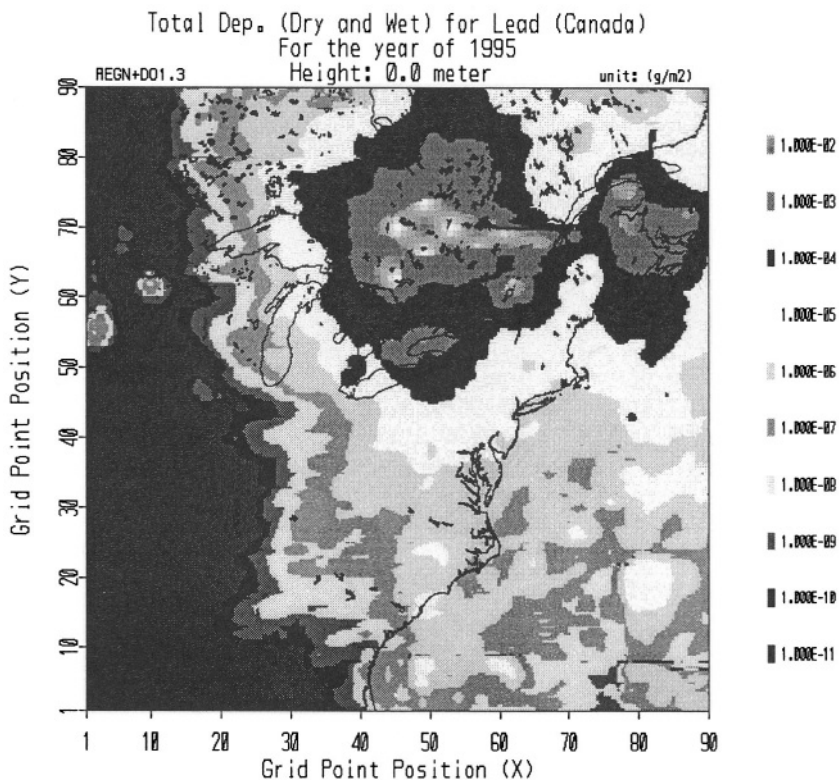 Total Dep. (Dry and Wet) for Lead (Canada)
For the year of 1995
REGN+DO1.3 Height: 0.0 meter unit: (g/m2)
90
80
70
60
50
40
30
20
10
1
Grid Point Position (Y)
1 10 20 30 40 50 60 70 80 90
Grid Point Position (X)
1.000E-02
1.000E-03
1.000E-04
1.000E-05
1.000E-06
1.000E-07
1.000E-08
1.000E-09
1.000E-10
1.000E-11